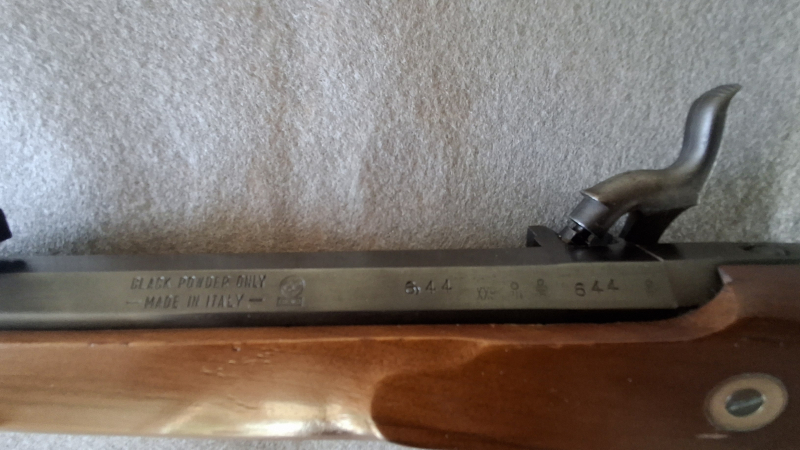 BLACK POWDER ONLY
— MADE IN ITALY —
644
644